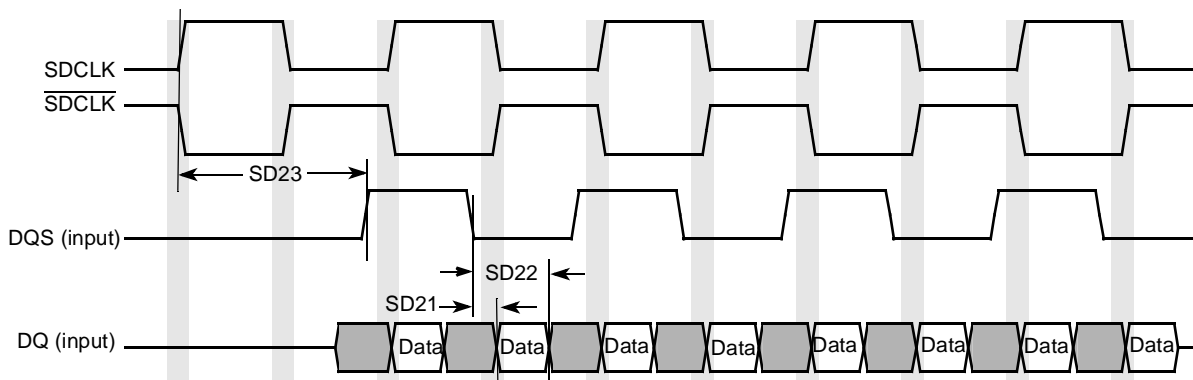 SDCLK
SDCLK
SD23
DQS (input)
SD22
SD21
DQ (input)
Data Data Data Data Data Data Data Data